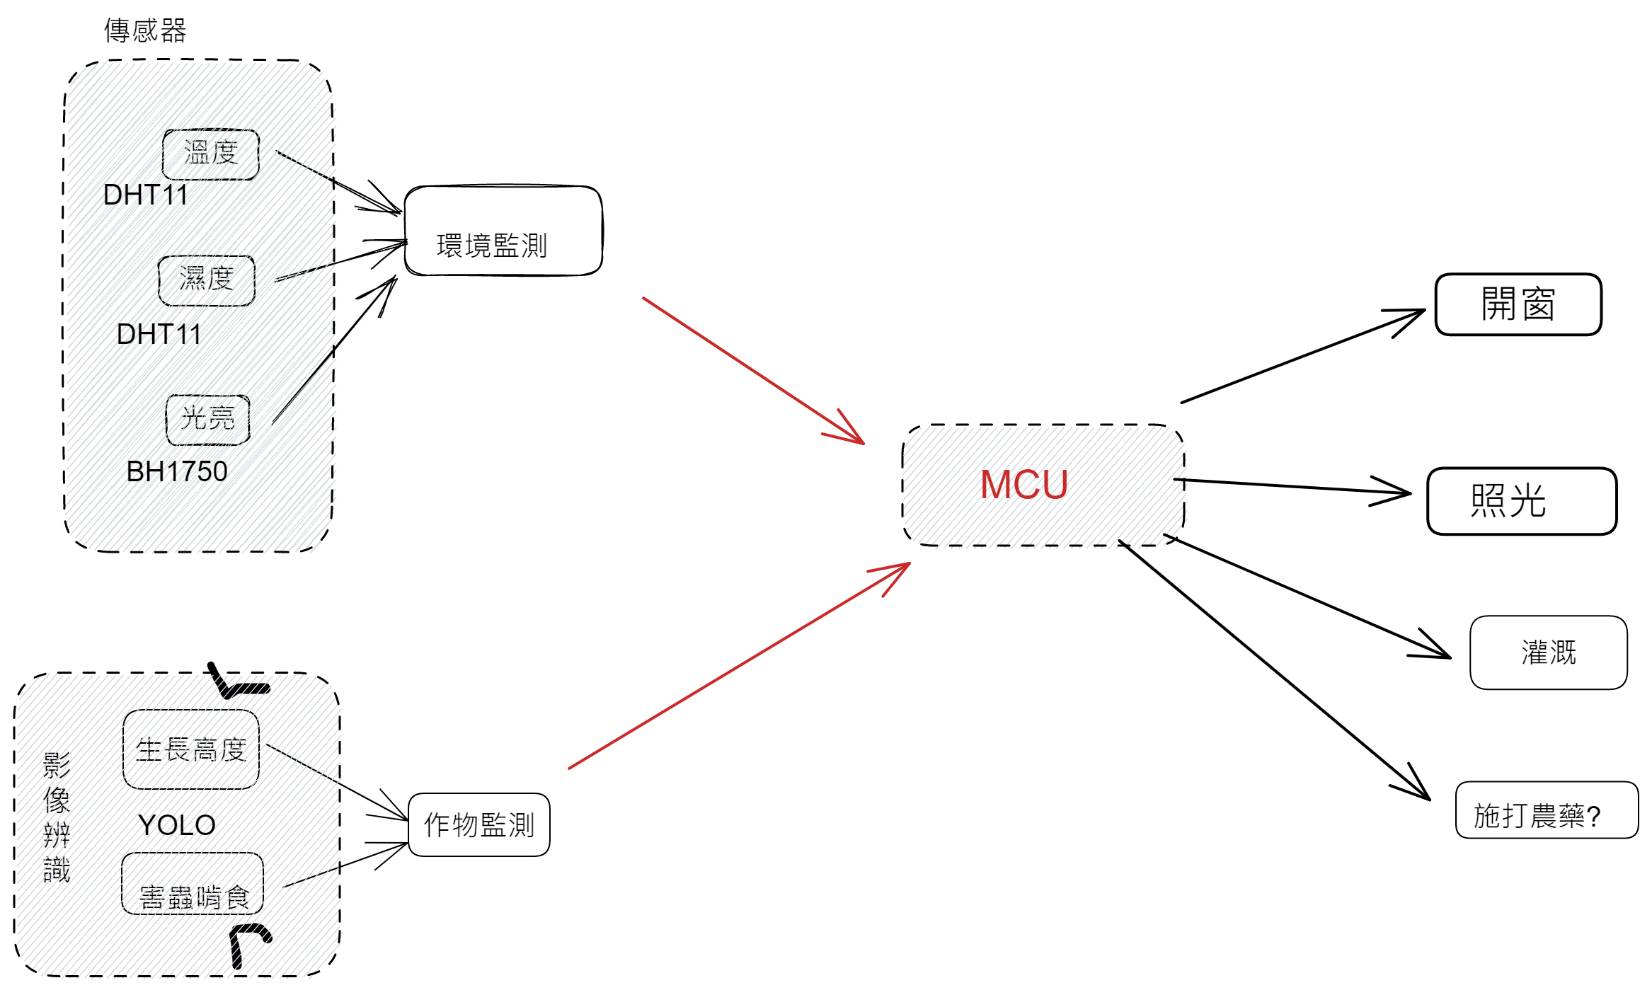 傳感器
溫度
DHT11
濕度
DHT11
光亮
BH1750
環境監測
影像辨識
生長高度
YOLO
害蟲啃食
作物監測
MCU
開窗
照光
灌溉
施打農藥?